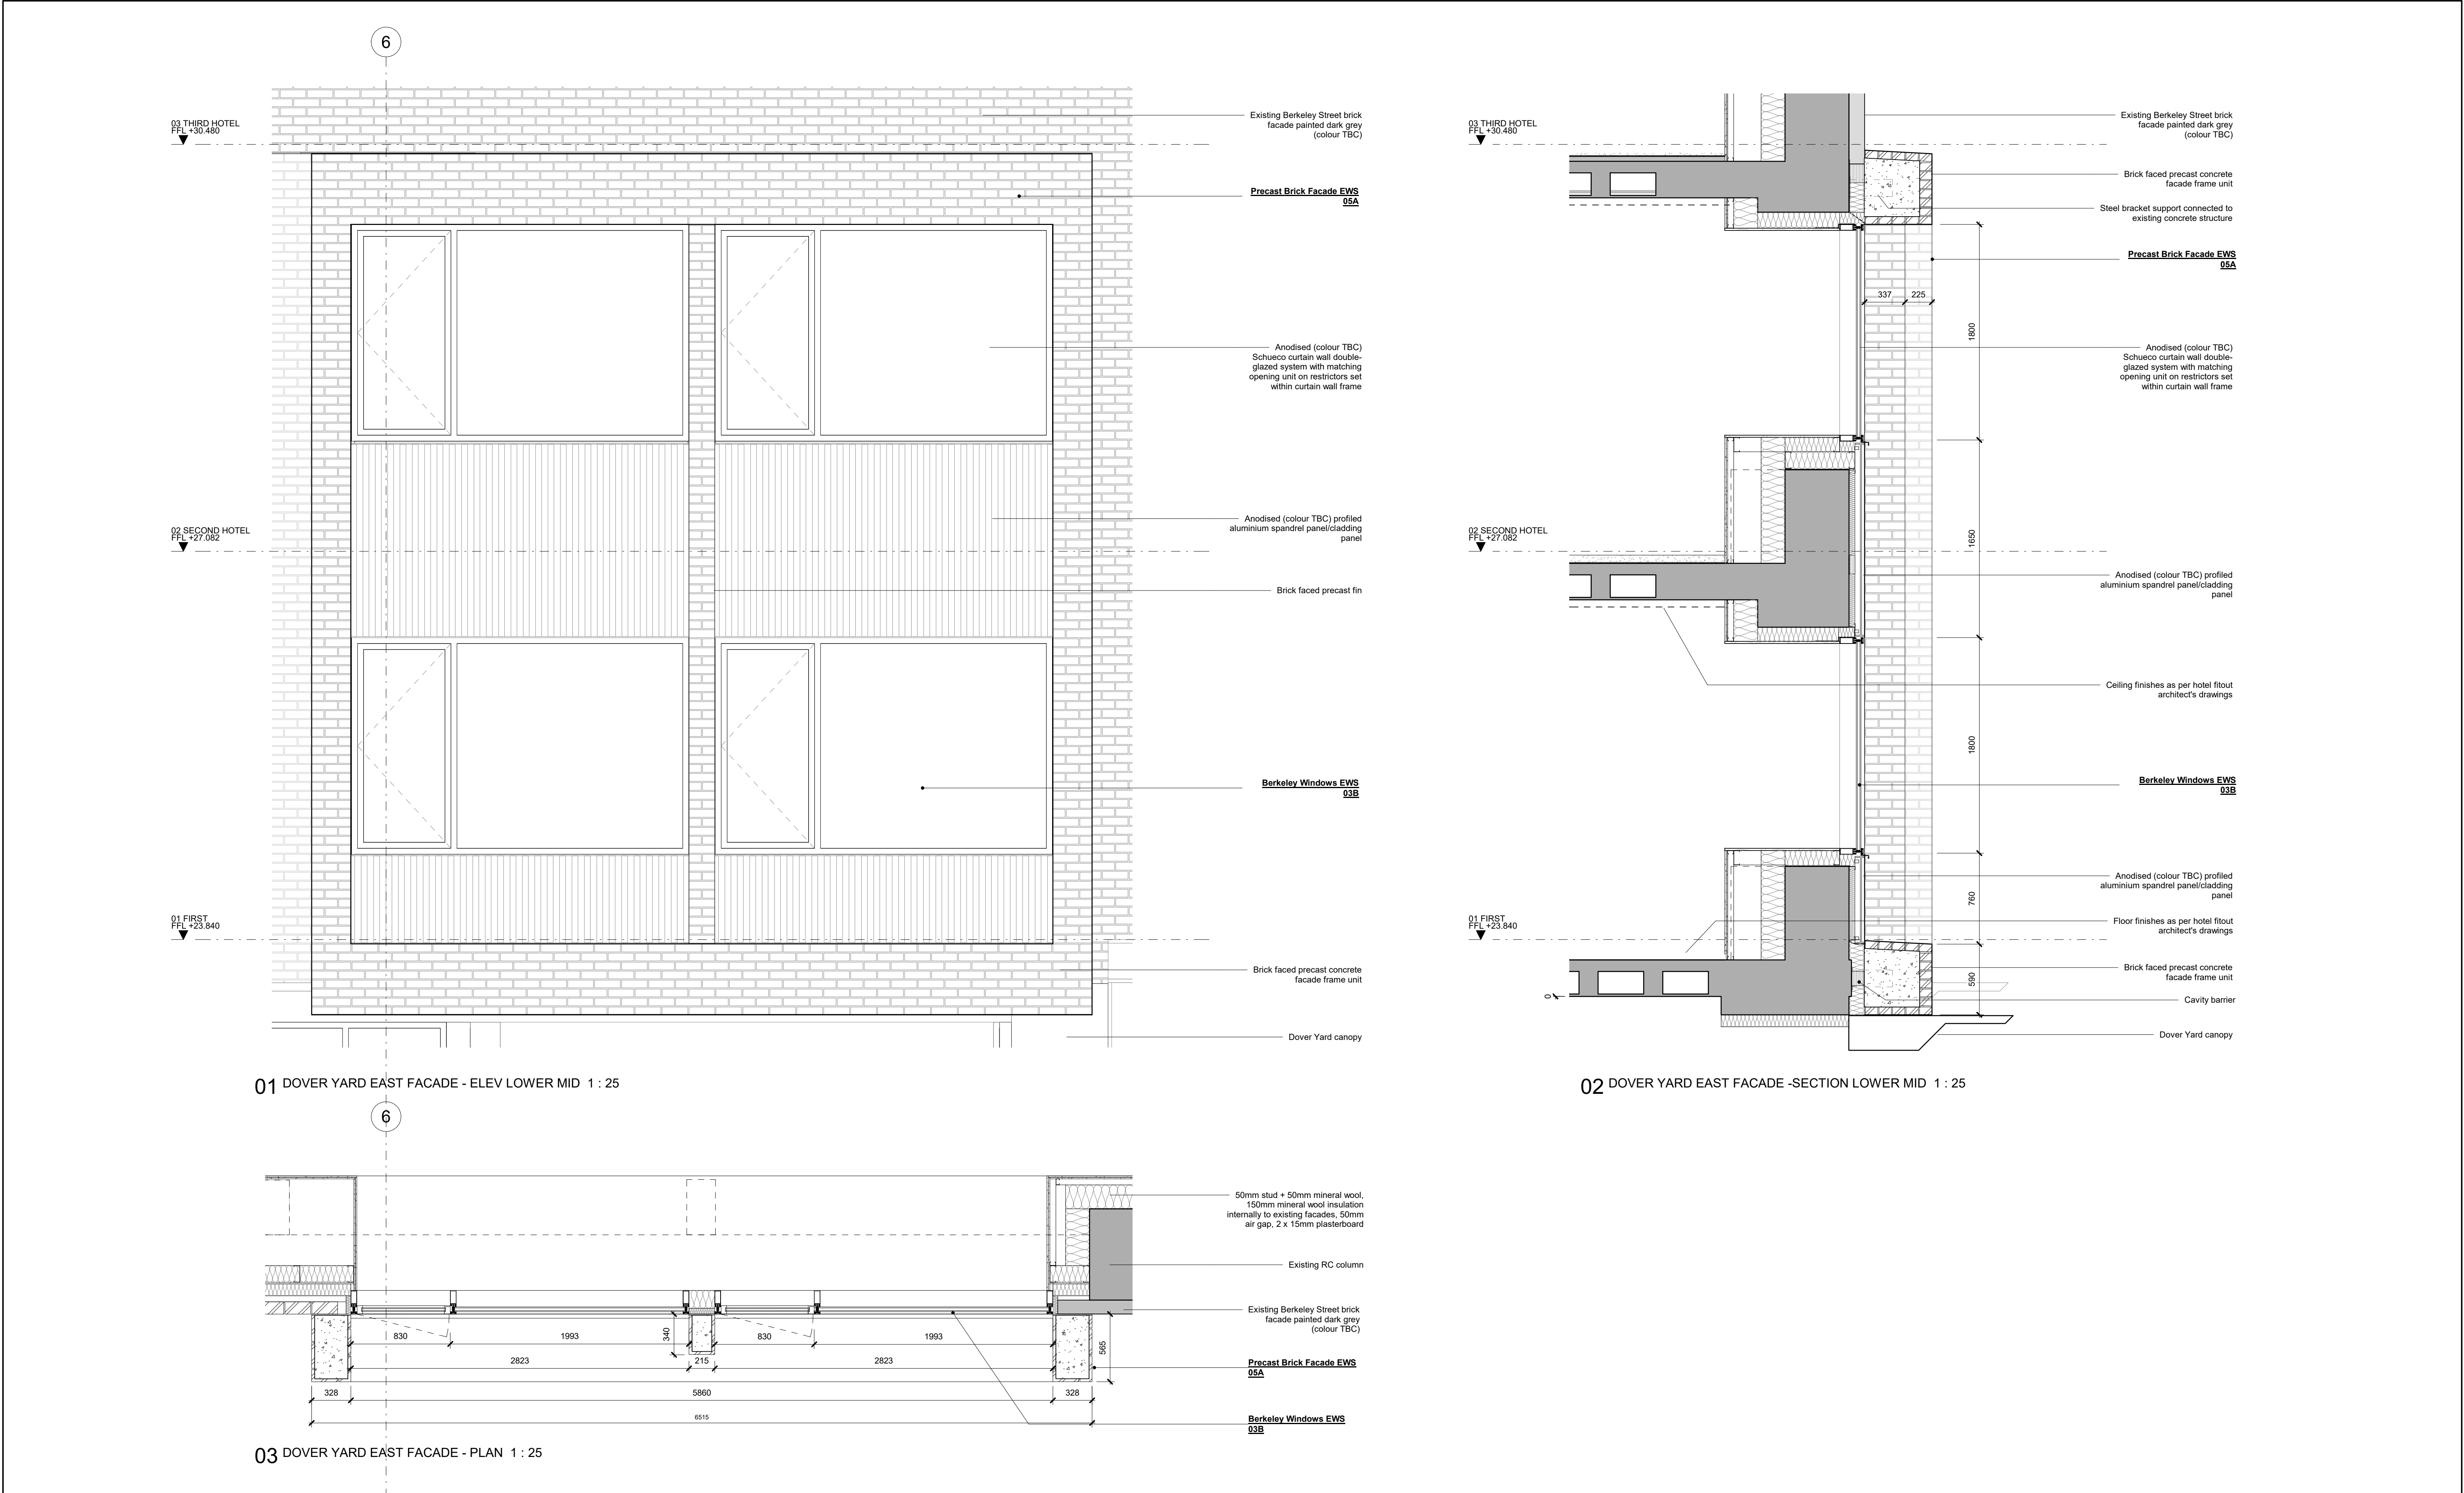 6
03 THIRD HOTEL
FFL +30.480
Existing Berkeley Street brick
facade painted dark grey
(colour TBC)
Precast Brick Facade EWS
05A
Anodised (colour TBC)
Schueco curtain wall double-
glazed system with matching
opening unit on restrictors set
within curtain wall frame
02 SECOND HOTEL
FFL +27.082
Anodised (colour TBC) profiled
aluminium spandrel panel/cladding
panel
Brick faced precast fin
Berkeley Windows EWS
03B
01 FIRST
FFL +23.840
Brick faced precast concrete
facade frame unit
Dover Yard canopy
01 DOVER YARD EAST FACADE - ELEV LOWER MID 1 : 25
03 THIRD HOTEL
FFL +30.480
Existing Berkeley Street brick
facade painted dark grey
(colour TBC)
Brick faced precast concrete
facade frame unit
Steel bracket support connected to
existing concrete structure
Precast Brick Facade EWS
05A
337
225
1800
Anodised (colour TBC)
Schueco curtain wall double-
glazed system with matching
opening unit on restrictors set
within curtain wall frame
02 SECOND HOTEL
FFL +27.082
1650
Anodised (colour TBC) profiled
aluminium spandrel panel/cladding
panel
Ceiling finishes as per hotel fitout
architect's drawings
1800
Berkeley Windows EWS
03B
Anodised (colour TBC) profiled
aluminium spandrel panel/cladding
panel
760
01 FIRST
FFL +23.840
Floor finishes as per hotel fitout
architect's drawings
Brick faced precast concrete
facade frame unit
590
0
Cavity barrier
Dover Yard canopy
02 DOVER YARD EAST FACADE -SECTION LOWER MID 1 : 25
6
50mm stud + 50mm mineral wool,
150mm mineral wool insulation
internally to existing facades, 50mm
air gap, 2 x 15mm plasterboard
Existing RC column
Existing Berkeley Street brick
facade painted dark grey
(colour TBC)
830
1993
340
830
1993
565
2823
215
2823
Precast Brick Facade EWS
05A
328
5860
328
6515
Berkeley Windows EWS
03B
03 DOVER YARD EAST FACADE - PLAN 1 : 25